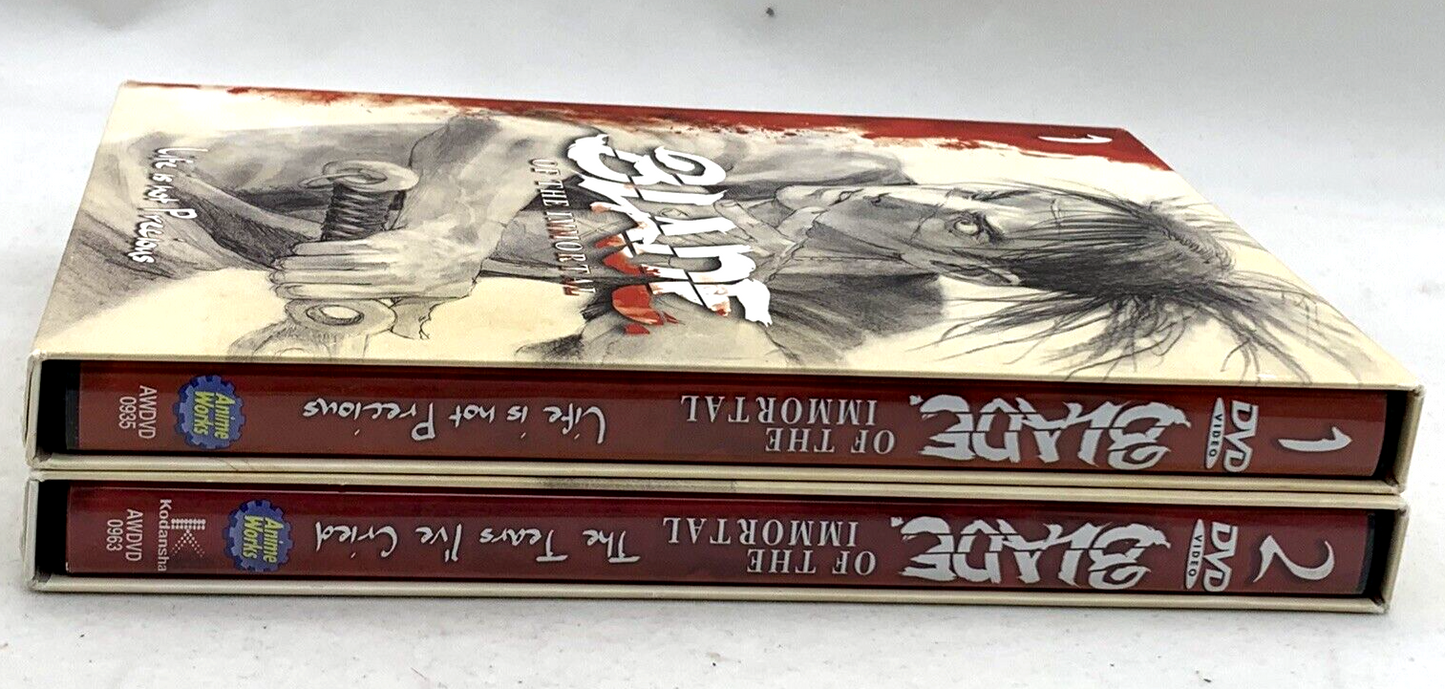 1
BLADE
OF THE IMMORTAL
Life is not Precious
1
DVD
VIDEO
BLADE
OF THE
IMMORTAL
Life is not Precious
Anime
Works
AWDVD
0935
2
DVD
VIDEO
BLADE
OF THE
IMMORTAL
The Tears I've Cried
Anime
Works
Kodansha
AWDVD
0963